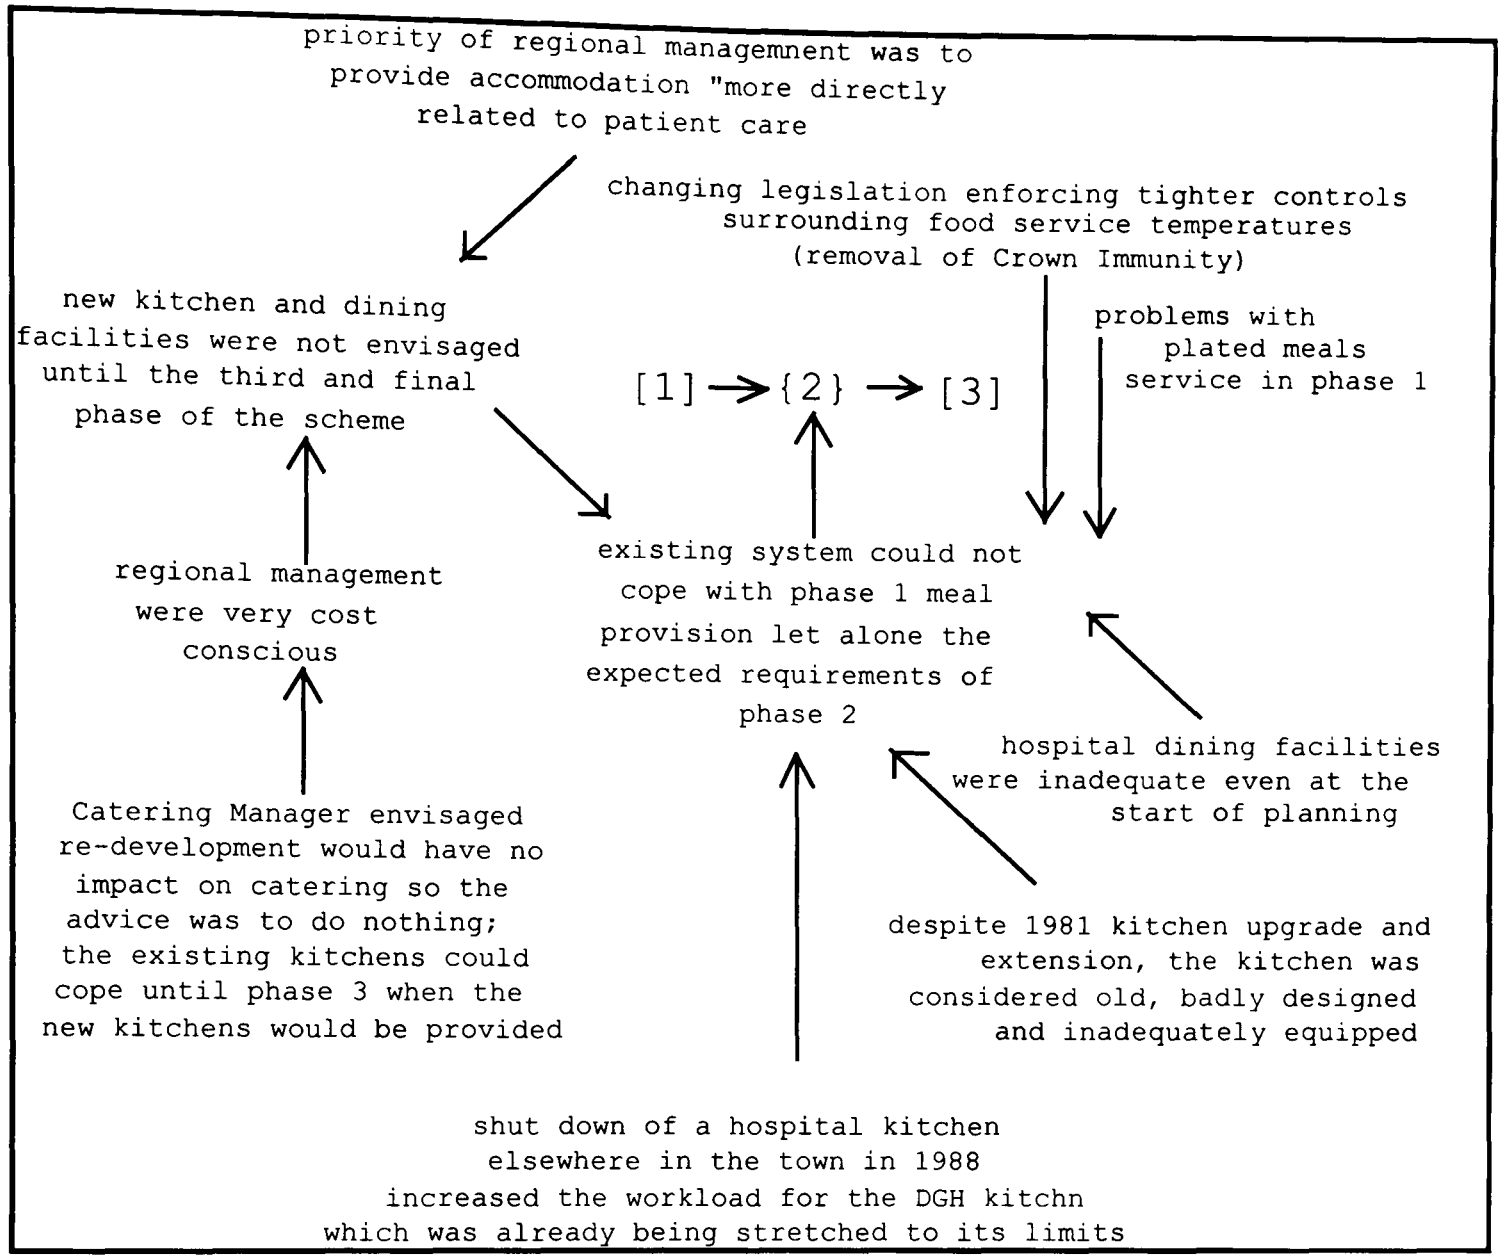 priority of regional managemnent was to
provide accommodation "more directly
related to patient care
changing legislation enforcing tighter controls
surrounding food service temperatures
(removal of Crown Immunity)
new kitchen and dining
facilities were not envisaged
until the third and final
phase of the scheme
[1] → {2} → [3]
problems with
plated meals
service in phase 1
regional management
were very cost
conscious
existing system could not
cope with phase 1 meal
provision let alone the
expected requirements of
phase 2
hospital dining facilities
were inadequate even at the
start of planning
Catering Manager envisaged
re-development would have no
impact on catering so the
advice was to do nothing;
the existing kitchens could
cope until phase 3 when the
new kitchens would be provided
despite 1981 kitchen upgrade and
extension, the kitchen was
considered old, badly designed
and inadequately equipped
shut down of a hospital kitchen
elsewhere in the town in 1988
increased the workload for the DGH kitchn
which was already being stretched to its limits